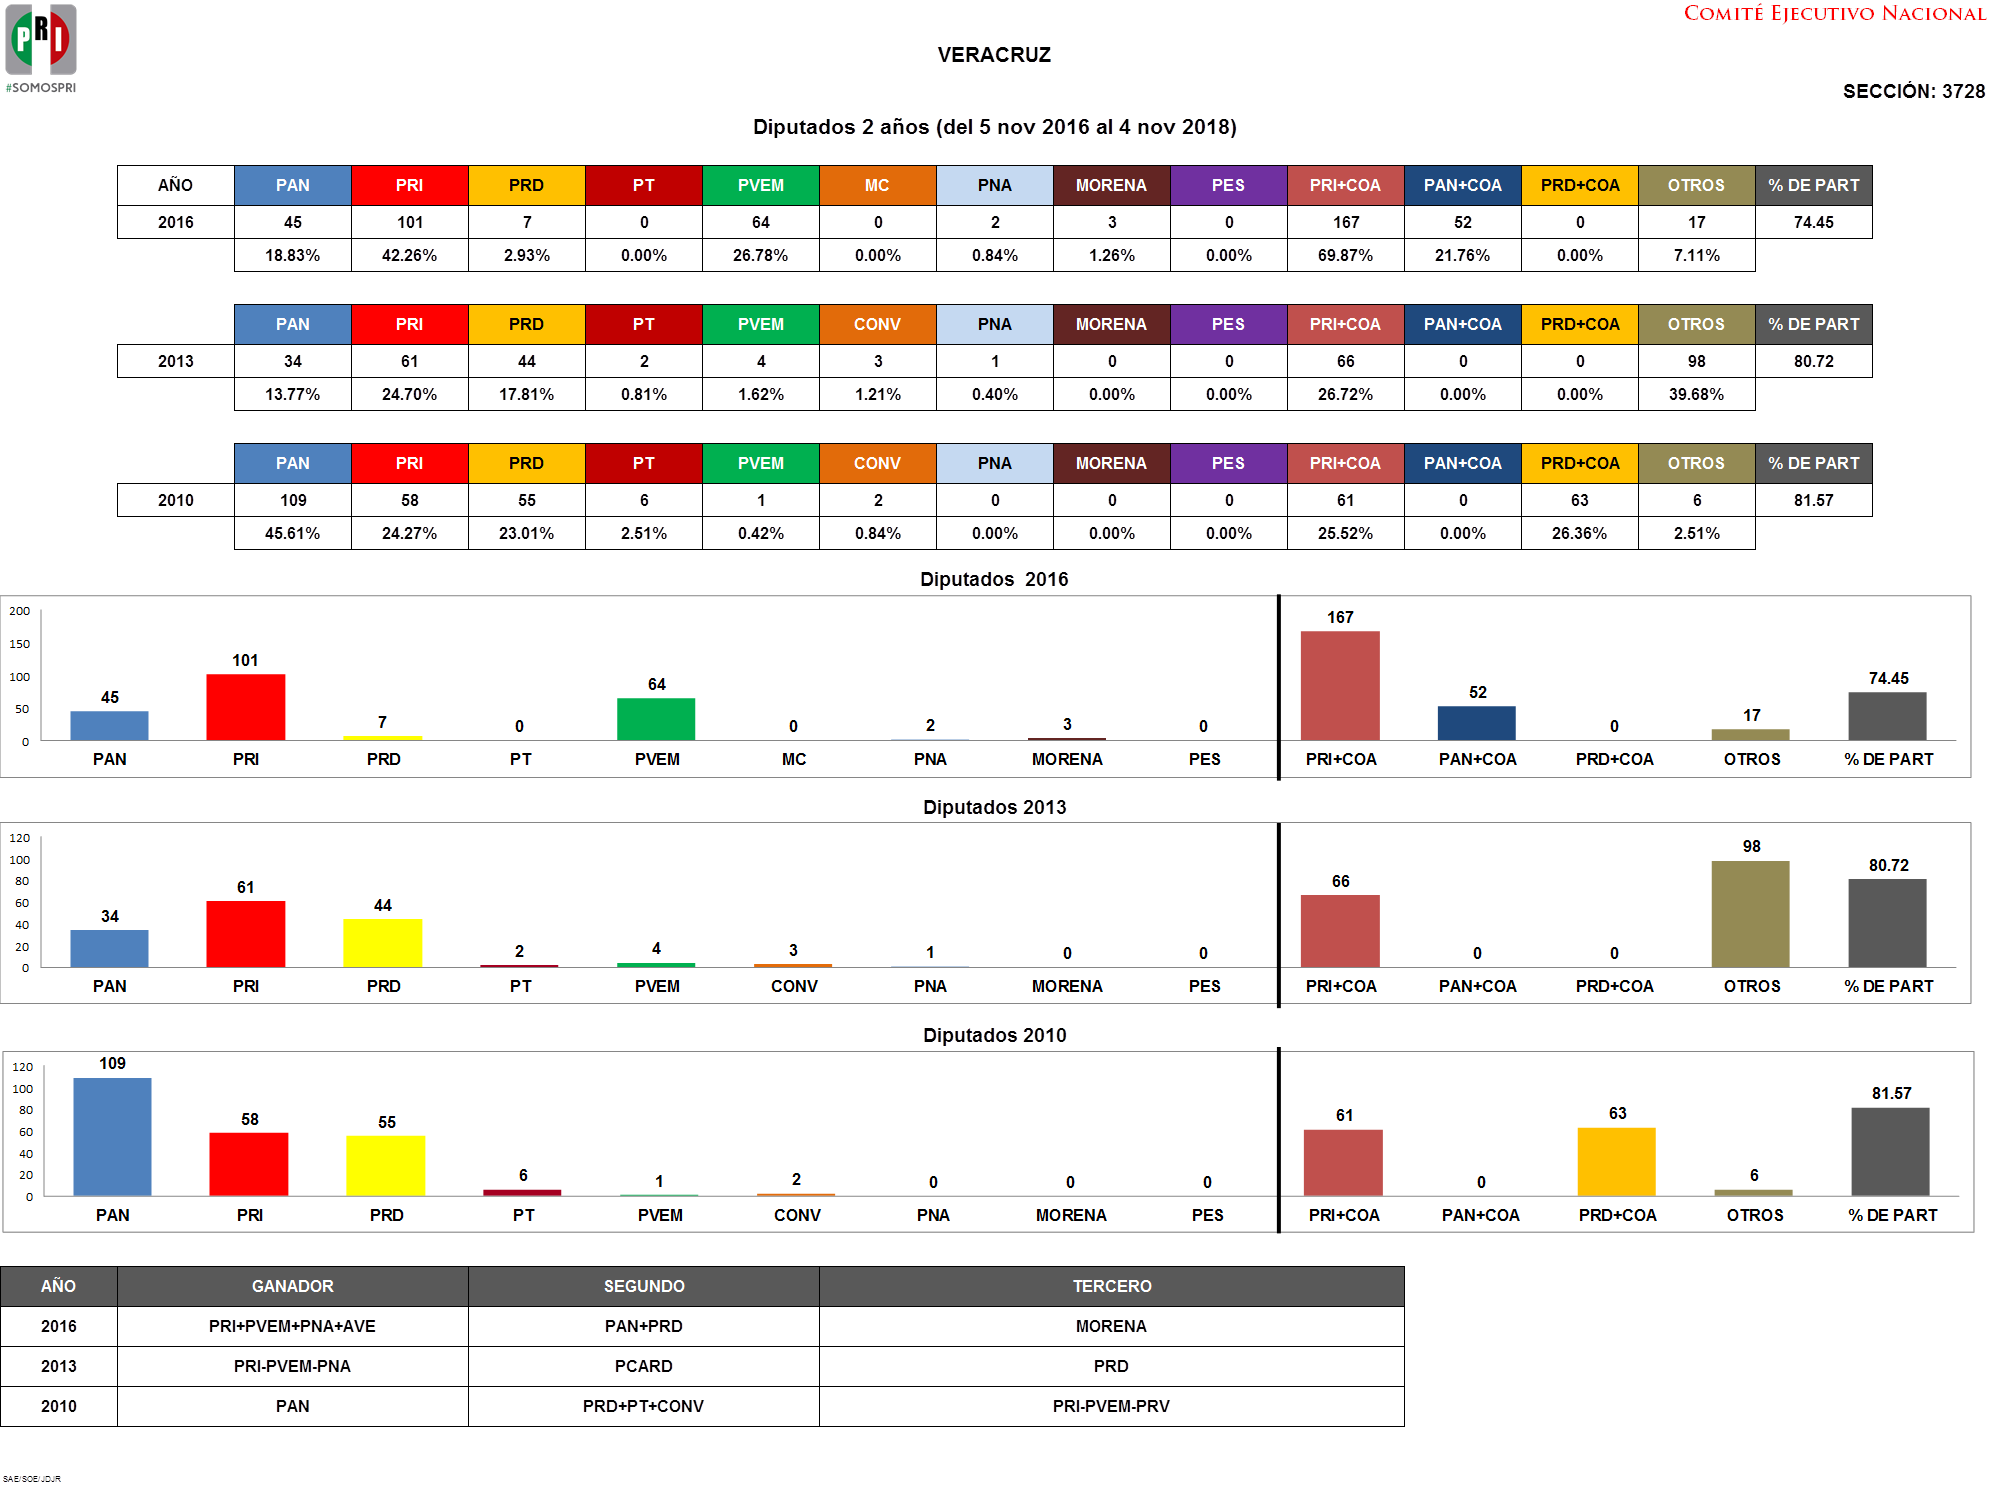 PRI
#SOMOSPRI
COMITÉ EJECUTIVO NACIONAL
VERACRUZ
SECCIÓN: 3728
Diputados 2 años (del 5 nov 2016 al 4 nov 2018)
AÑO PAN PRI PRD PT PVEM MC PNA MORENA PES PRI+COA PAN+COA PRD+COA OTROS % DE PART
2016 45 101 7 0 64 0 2 3 0 167 52 0 17 74.45
18.83% 42.26% 2.93% 0.00% 26.78% 0.00% 0.84% 1.26% 0.00% 69.87% 21.76% 0.00% 7.11%
PAN PRI PRD PT PVEM CONV PNA MORENA PES PRI+COA PAN+COA PRD+COA OTROS % DE PART
2013 34 61 44 2 4 3 1 0 0 66 0 0 98 80.72
13.77% 24.70% 17.81% 0.81% 1.62% 1.21% 0.40% 0.00% 0.00% 26.72% 0.00% 0.00% 39.68%
PAN PRI PRD PT PVEM CONV PNA MORENA PES PRI+COA PAN+COA PRD+COA OTROS % DE PART
2010 109 58 55 6 1 2 0 0 0 61 0 63 6 81.57
45.61% 24.27% 23.01% 2.51% 0.42% 0.84% 0.00% 0.00% 0.00% 25.52% 0.00% 26.36% 2.51%
Diputados 2016
200
150
100
50
0
45 101 7 0 64 0 2 3 0 167 52 0 17 74.45
PAN PRI PRD PT PVEM MC PNA MORENA PES PRI+COA PAN+COA PRD+COA OTROS % DE PART
Diputados 2013
120
100
80
60
40
20
0
34 61 44 2 4 3 1 0 0 66 0 0 98 80.72
PAN PRI PRD PT PVEM CONV PNA MORENA PES PRI+COA PAN+COA PRD+COA OTROS % DE PART
Diputados 2010
120
100
80
60
40
20
0
109 58 55 6 1 2 0 0 0 61 0 63 6 81.57
PAN PRI PRD PT PVEM CONV PNA MORENA PES PRI+COA PAN+COA PRD+COA OTROS % DE PART
AÑO GANADOR SEGUNDO TERCERO
2016 PRI+PVEM+PNA+AVE PAN+PRD MORENA
2013 PRI-PVEM-PNA PCARD PRD
2010 PAN PRD+PT+CONV PRI-PVEM-PRV
SAE/SOE/JDJR